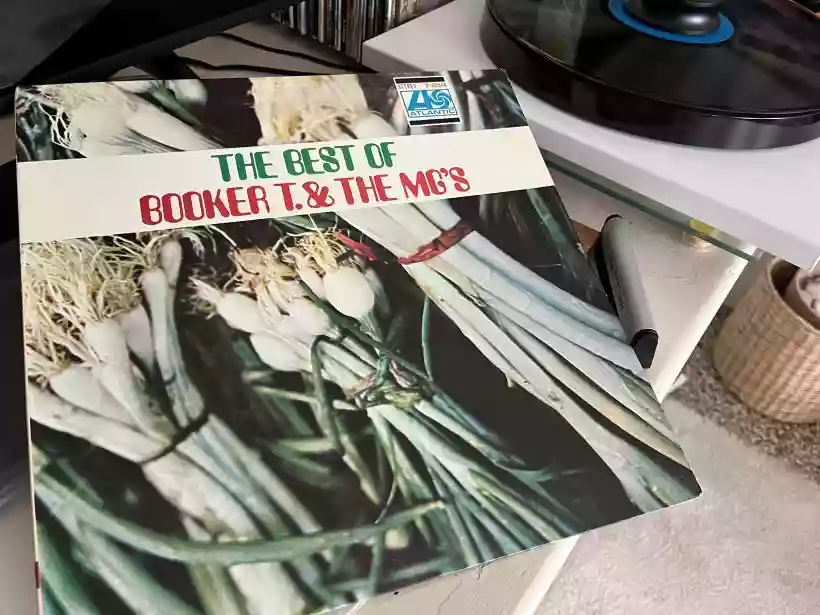 STEREO
ATLANTIC
THE BEST OF
BOOKER T. & THE MG'S